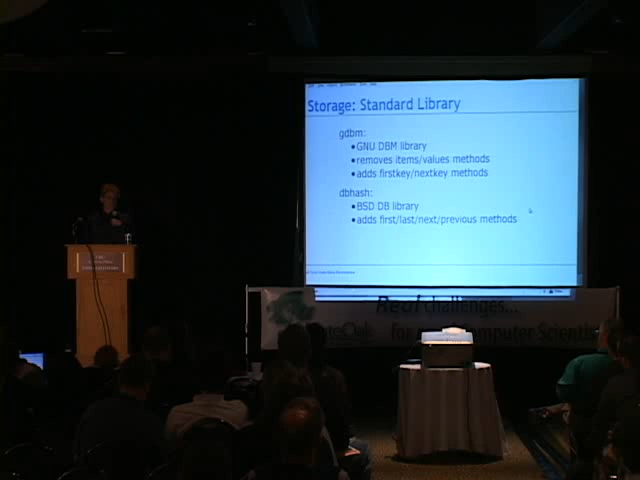 Storage: Standard Library
gdbm:
•GNU DBM library
•removes items/values methods
•adds firstkey/nextkey methods
dbhash:
•BSD DB library
•adds first/last/next/previous methods
Real challenges...
for Computer Scientis